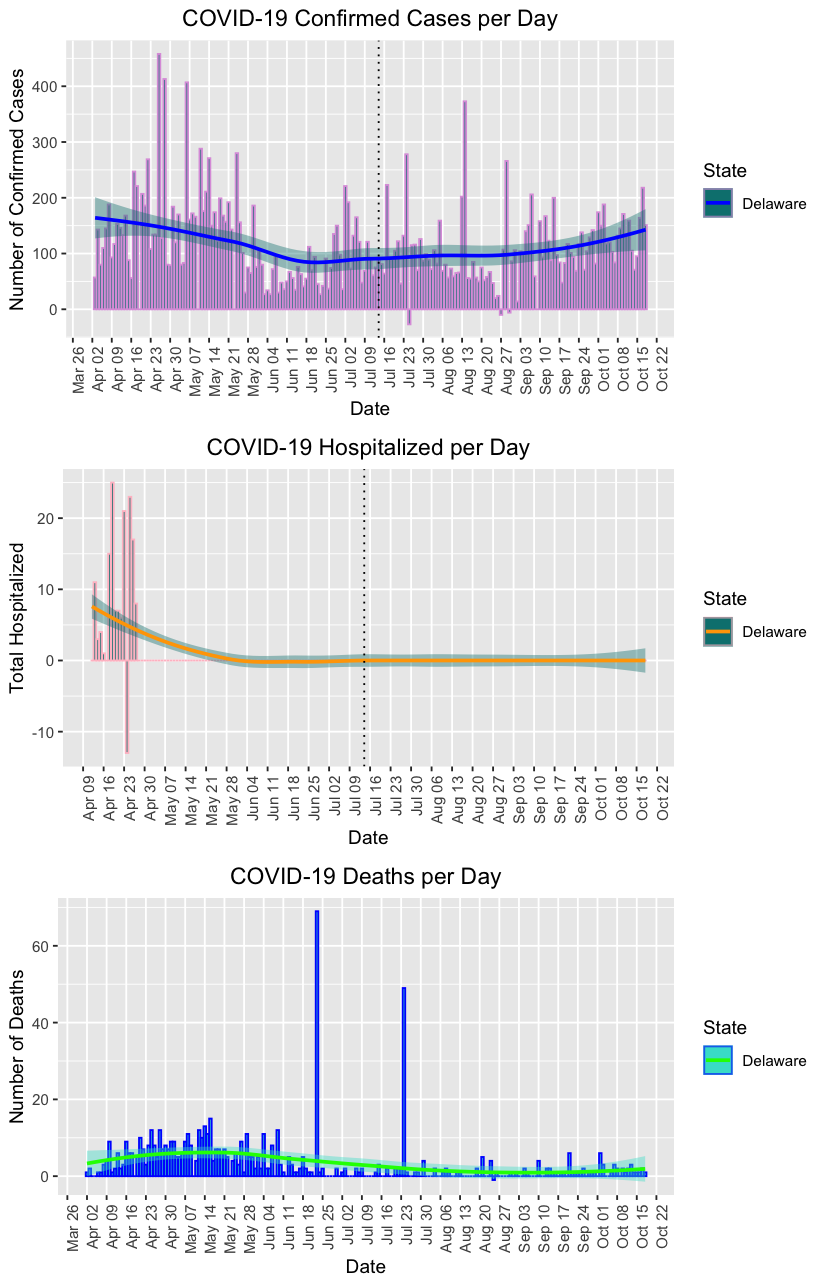 COVID-19 Confirmed Cases per Day
Number of Confirmed Cases
400
300
200
100
0
Mar 26
Apr 02
Apr 09
Apr 16
Apr 23
Apr 30
May 07
May 14
May 21
May 28
Jun 04
Jun 11
Jun 18
Jun 25
Jul 02
Jul 09
Jul 16
Jul 23
Jul 30
Aug 06
Aug 13
Aug 20
Aug 27
Sep 03
Sep 10
Sep 17
Sep 24
Oct 01
Oct 08
Oct 15
Oct 22
Date
State
Delaware
COVID-19 Hospitalized per Day
Total Hospitalized
20
10
0
-10
Apr 09
Apr 16
Apr 23
Apr 30
May 07
May 14
May 21
May 28
Jun 04
Jun 11
Jun 18
Jun 25
Jul 02
Jul 09
Jul 16
Jul 23
Jul 30
Aug 06
Aug 13
Aug 20
Aug 27
Sep 03
Sep 10
Sep 17
Sep 24
Oct 01
Oct 08
Oct 15
Oct 22
Date
State
Delaware
COVID-19 Deaths per Day
Number of Deaths
60
40
20
0
Mar 26
Apr 02
Apr 09
Apr 16
Apr 23
Apr 30
May 07
May 14
May 21
May 28
Jun 04
Jun 11
Jun 18
Jun 25
Jul 02
Jul 09
Jul 16
Jul 23
Jul 30
Aug 06
Aug 13
Aug 20
Aug 27
Sep 03
Sep 10
Sep 17
Sep 24
Oct 01
Oct 08
Oct 15
Oct 22
Date
State
Delaware